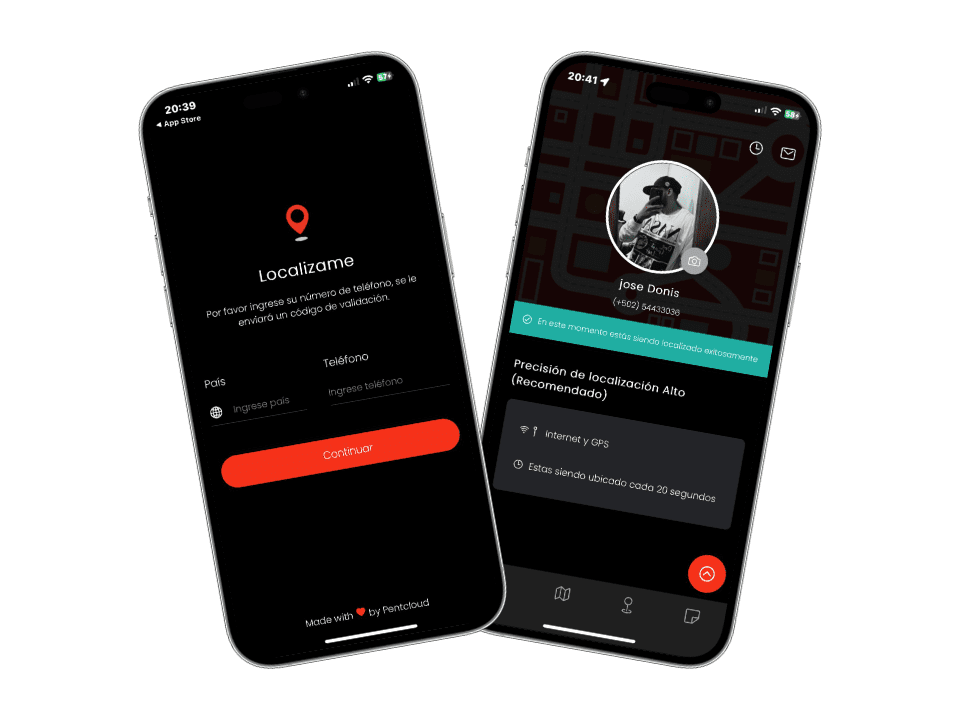 20:39
57
◀ App Store
Localizame
Por favor ingrese su número de teléfono, se le
enviará un código de validación.
País
Teléfono
Ingrese país
Ingrese teléfono
Continuar
Made with ❤ by Pentcloud
20:41
58
jose Donis
(+502) 54433036
En este momento estás siendo localizado exitosamente
Precisión de localización Alto
(Recomendado)
Internet y GPS
Estas siendo ubicado cada 20 segundos